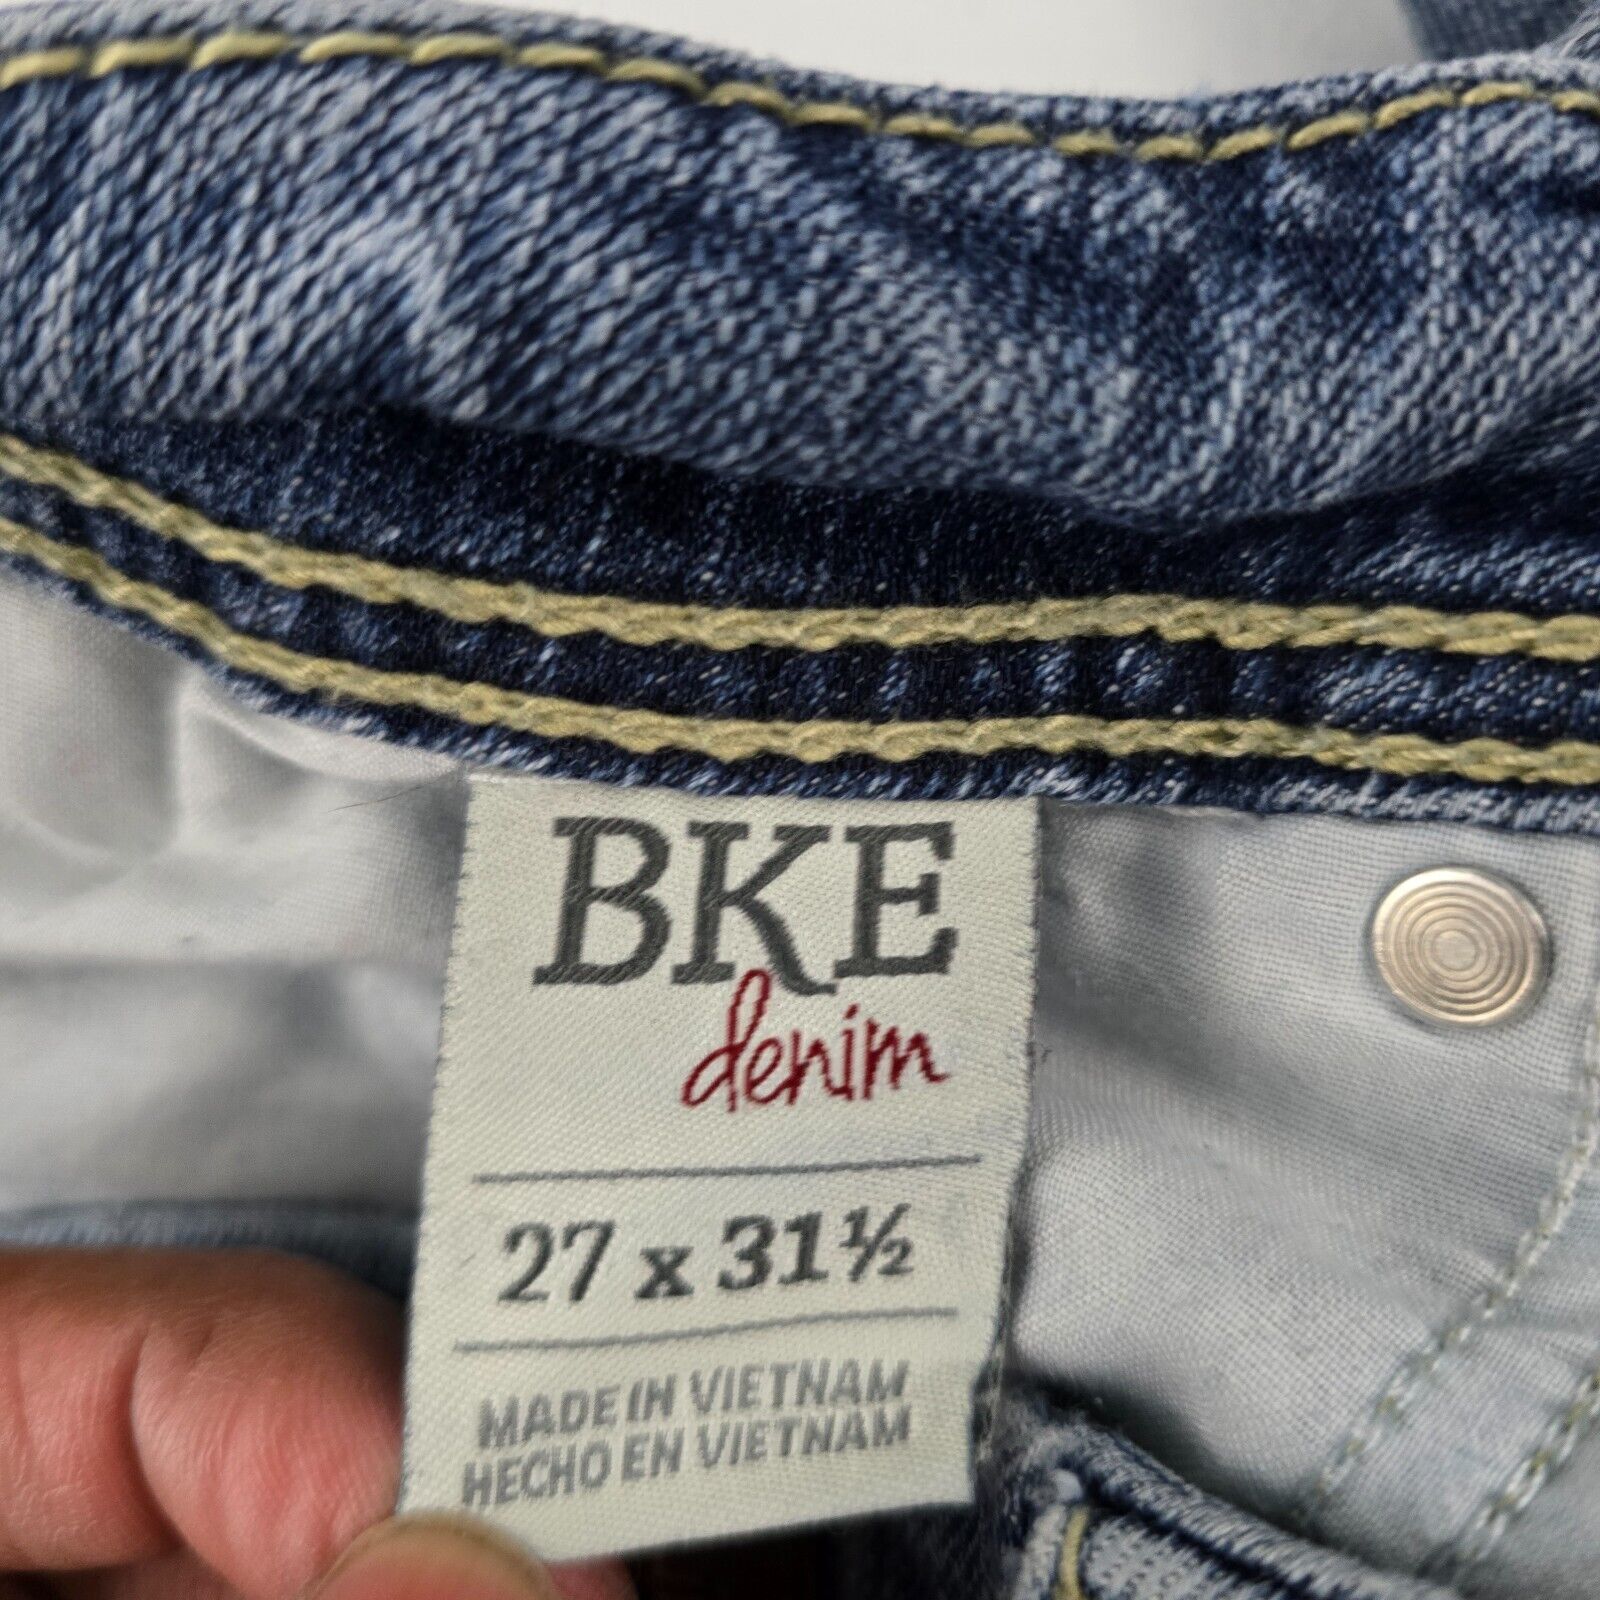 BKE
denim
27 x 31½
MADE IN VIETNAM
HECHO EN VIETNAM